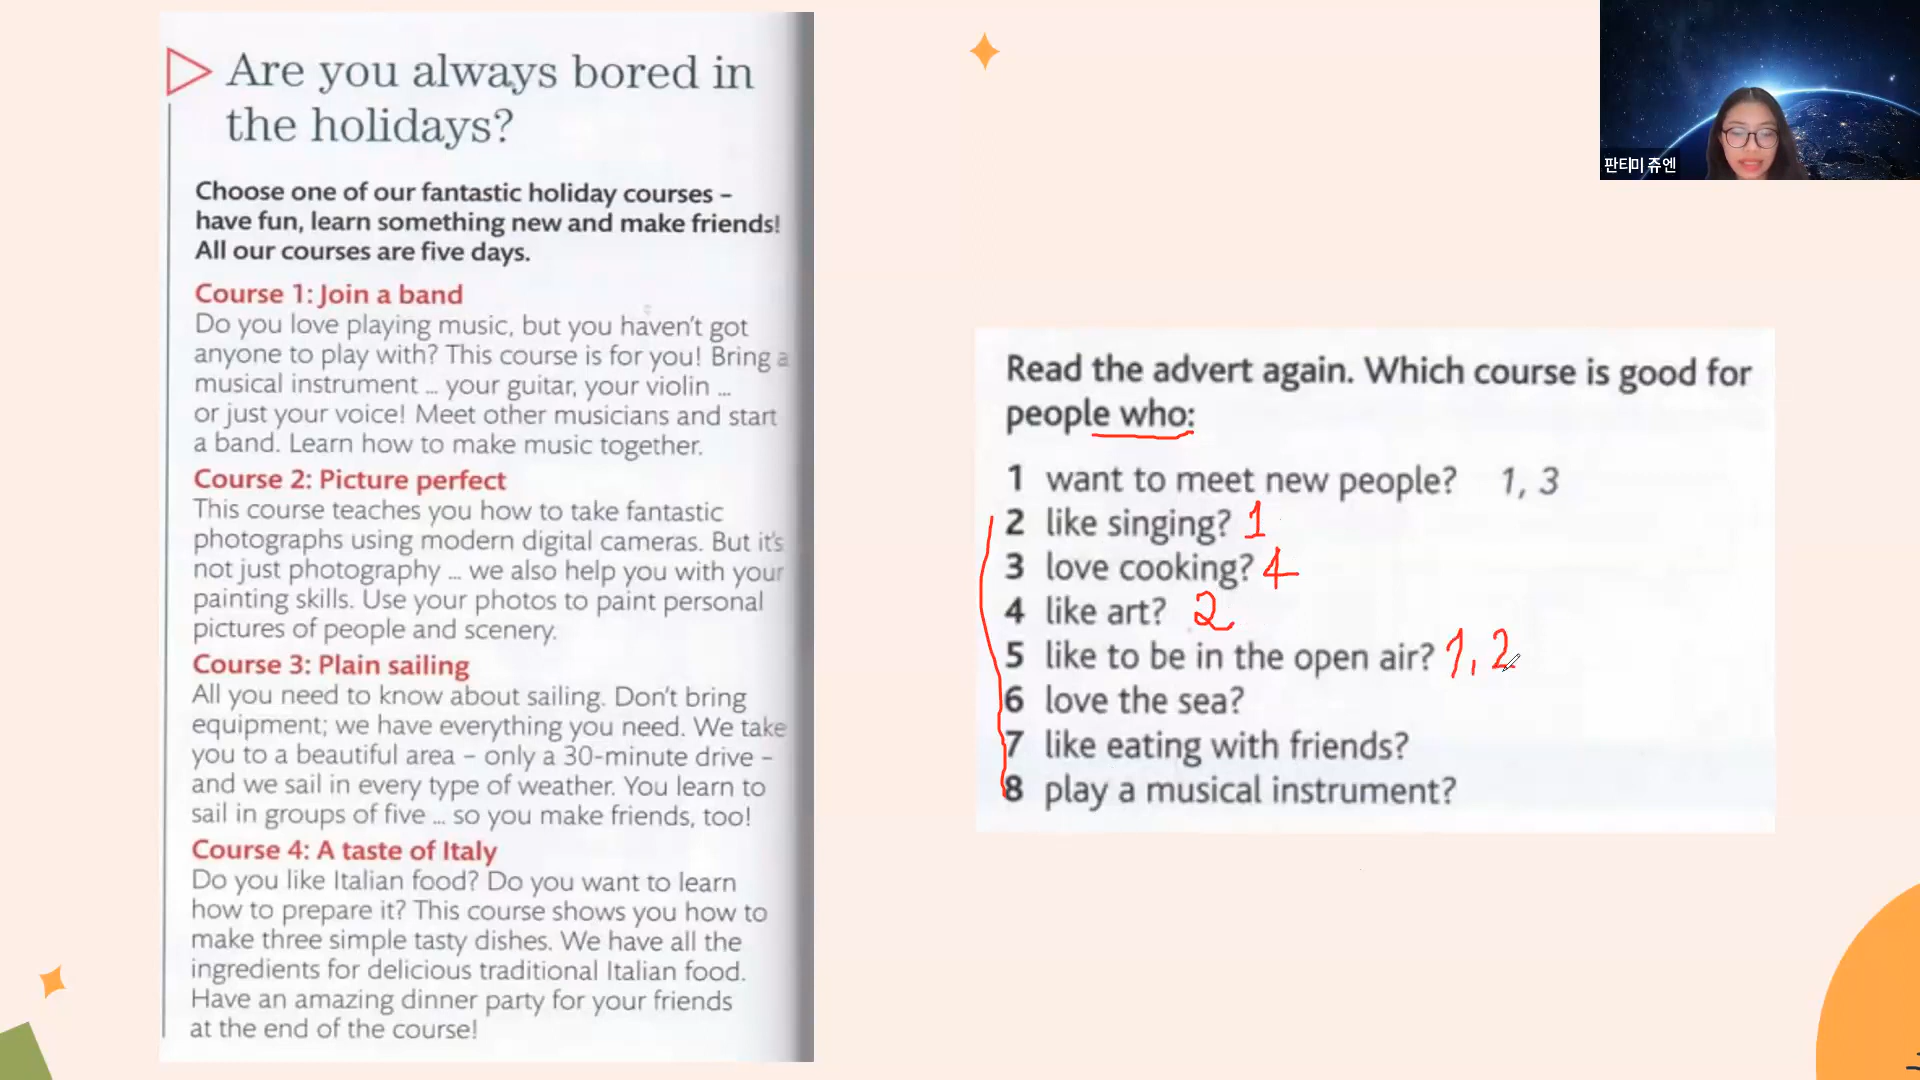 Are you always bored in
the holidays?
Choose one of our fantastic holiday courses –
have fun, learn something new and make friends!
All our courses are five days.
Course 1: Join a band
Do you love playing music, but you haven't got
anyone to play with? This course is for you! Bring a
musical instrument ... your guitar, your violin ...
or just your voice! Meet other musicians and start
a band. Learn how to make music together.
Course 2: Picture perfect
This course teaches you how to take fantastic
photographs using modern digital cameras. But it's
not just photography ... we also help you with your
painting skills. Use your photos to paint personal
pictures of people and scenery.
Course 3: Plain sailing
All you need to know about sailing. Don't bring
equipment; we have everything you need. We take
you to a beautiful area – only a 30-minute drive –
and we sail in every type of weather. You learn to
sail in groups of five ... so you make friends, too!
Course 4: A taste of Italy
Do you like Italian food? Do you want to learn
how to prepare it? This course shows you how to
make three simple tasty dishes. We have all the
ingredients for delicious traditional Italian food.
Have an amazing dinner party for your friends
at the end of the course!
Read the advert again. Which course is good for
people who:
1 want to meet new people? 1, 3
2 like singing? 1
3 love cooking? 4
4 like art? 2
5 like to be in the open air? 1, 2
6 love the sea?
7 like eating with friends?
8 play a musical instrument?
판티미 쥬엔